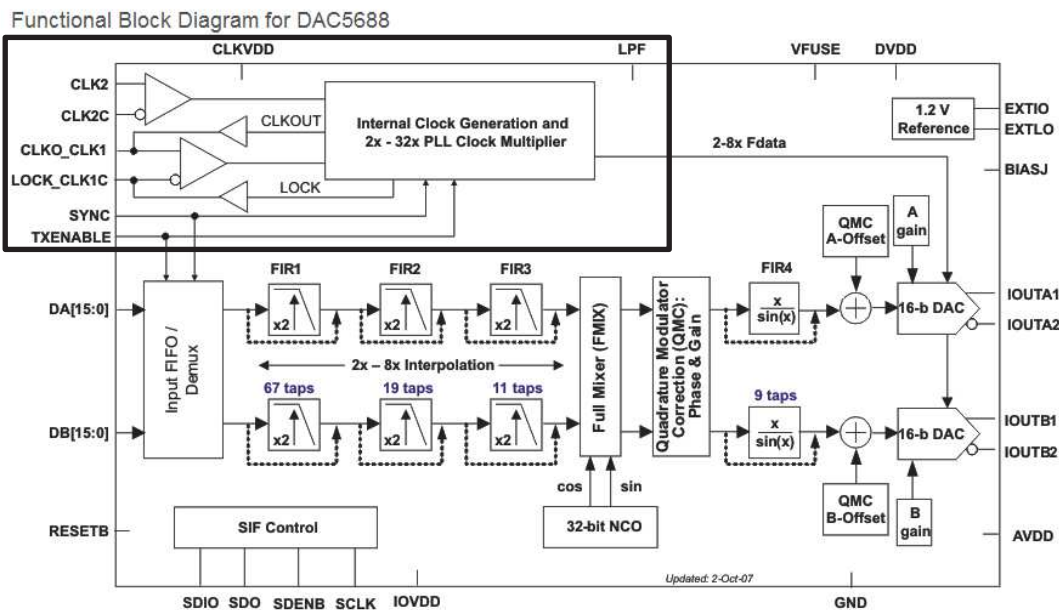 Functional Block Diagram for DAC5688
CLKVDD
LPF
VFUSE
DVDD
CLK2
CLK2C
CLKO_CLK1
LOCK_CLK1C
SYNC
TXENABLE
CLKOUT
LOCK
Internal Clock Generation and
2x - 32x PLL Clock Multiplier
2-8x Fdata
1.2 V
Reference
EXTIO
EXTLO
BIASJ
QMC
A-Offset
A
gain
FIR1
FIR2
FIR3
FIR4
DA[15:0]
x2
x2
x2
x
sin(x)
16-b DAC
IOUTA1
IOUTA2
Input FIFO /
Demux
2x – 8x Interpolation
Full Mixer (FMIX)
Quadrature Modulator
Correction (QMC):
Phase & Gain
67 taps
19 taps
11 taps
9 taps
DB[15:0]
x2
x2
x2
x
sin(x)
16-b DAC
IOUTB1
IOUTB2
cos
sin
QMC
B-Offset
B
gain
RESETB
SIF Control
32-bit NCO
AVDD
Updated: 2-Oct-07
SDIO
SDO
SDENB
SCLK
IOVDD
GND